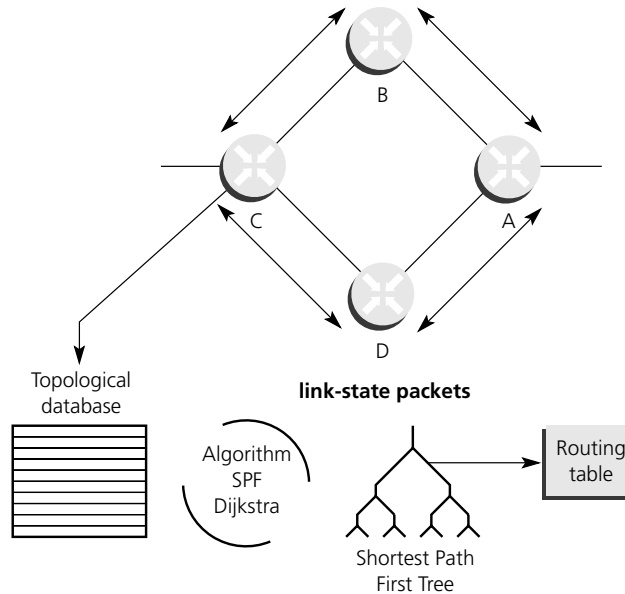 B
C
A
D
Topological
database
link-state packets
Algorithm
SPF
Dijkstra
Routing
table
Shortest Path
First Tree